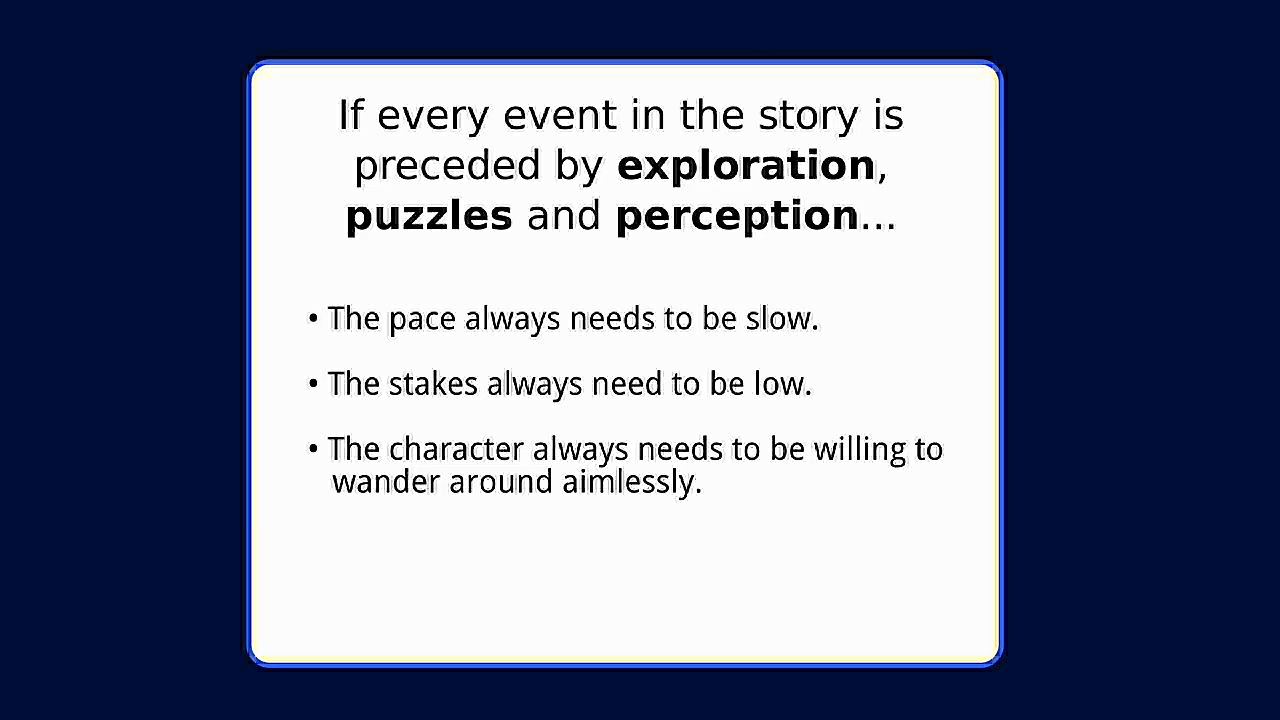 If every event in the story is
preceded by exploration,
puzzles and perception...
• The pace always needs to be slow.
• The stakes always need to be low.
• The character always needs to be willing to
wander around aimlessly.